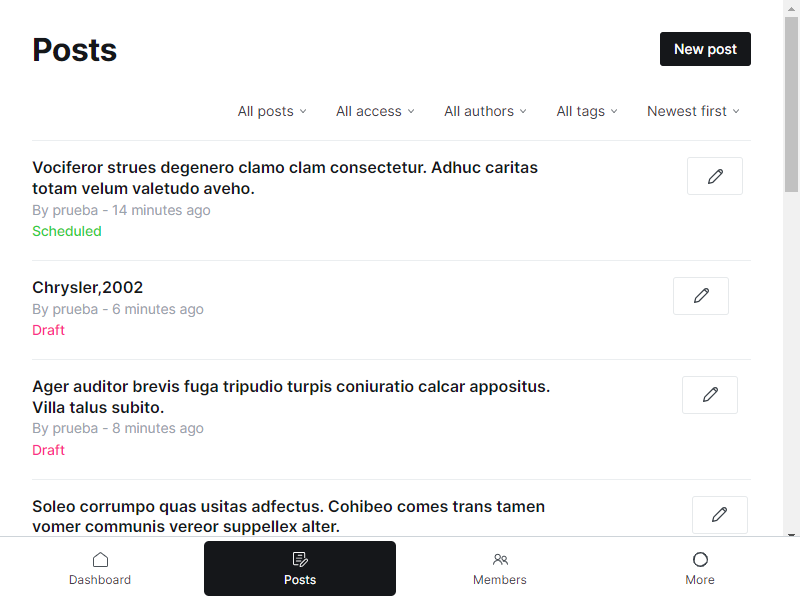 Posts
New post
All posts
All access
All authors
All tags
Newest first
Vociferor strues degenero clamo clam consectetur. Adhuc caritas
totam velum valetudo aveho.
By prueba - 14 minutes ago
Scheduled
Chrysler,2002
By prueba - 6 minutes ago
Draft
Ager auditor brevis fuga tripudio turpis coniuratio calcar appositus.
Villa talus subito.
By prueba - 8 minutes ago
Draft
Soleo corrumpo quas usitas adfectus. Cohibeo comes trans tamen
vomer communis vereor suppellex alter.
Dashboard
Posts
Members
More